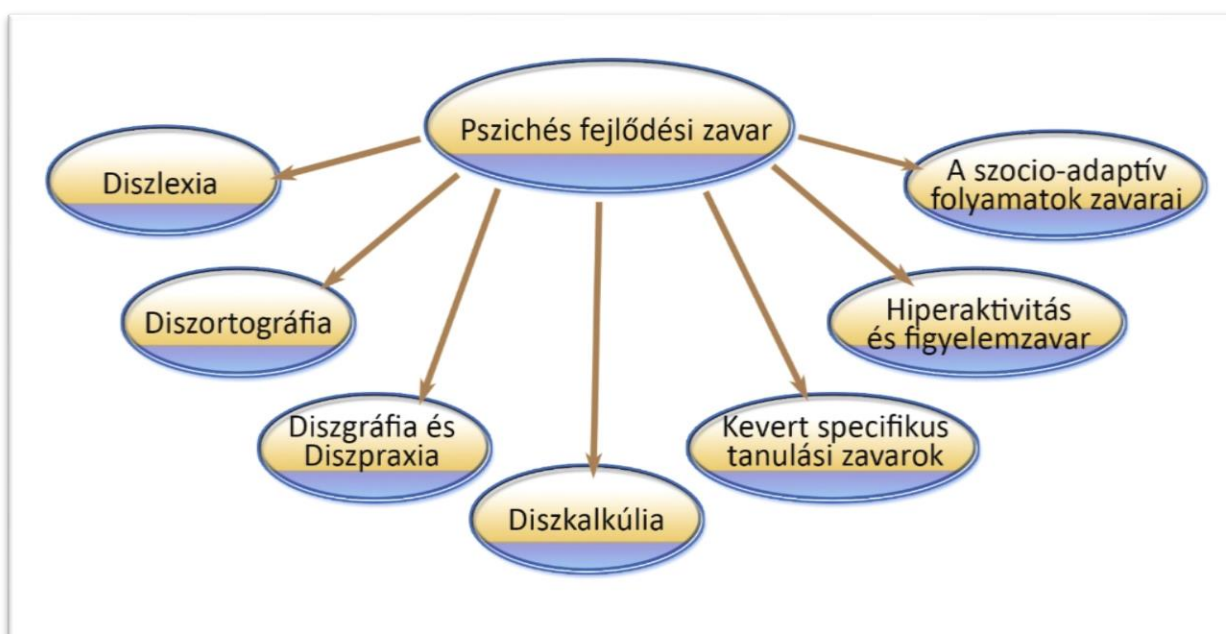 Pszichés fejlődési zavar
Diszlexia
A szocio-adaptív
folyamatok zavarai
Diszortográfia
Hiperaktivitás
és figyelemzavar
Diszgráfia és
Diszpraxia
Kevert specifikus
tanulási zavarok
Diszkalkúlia